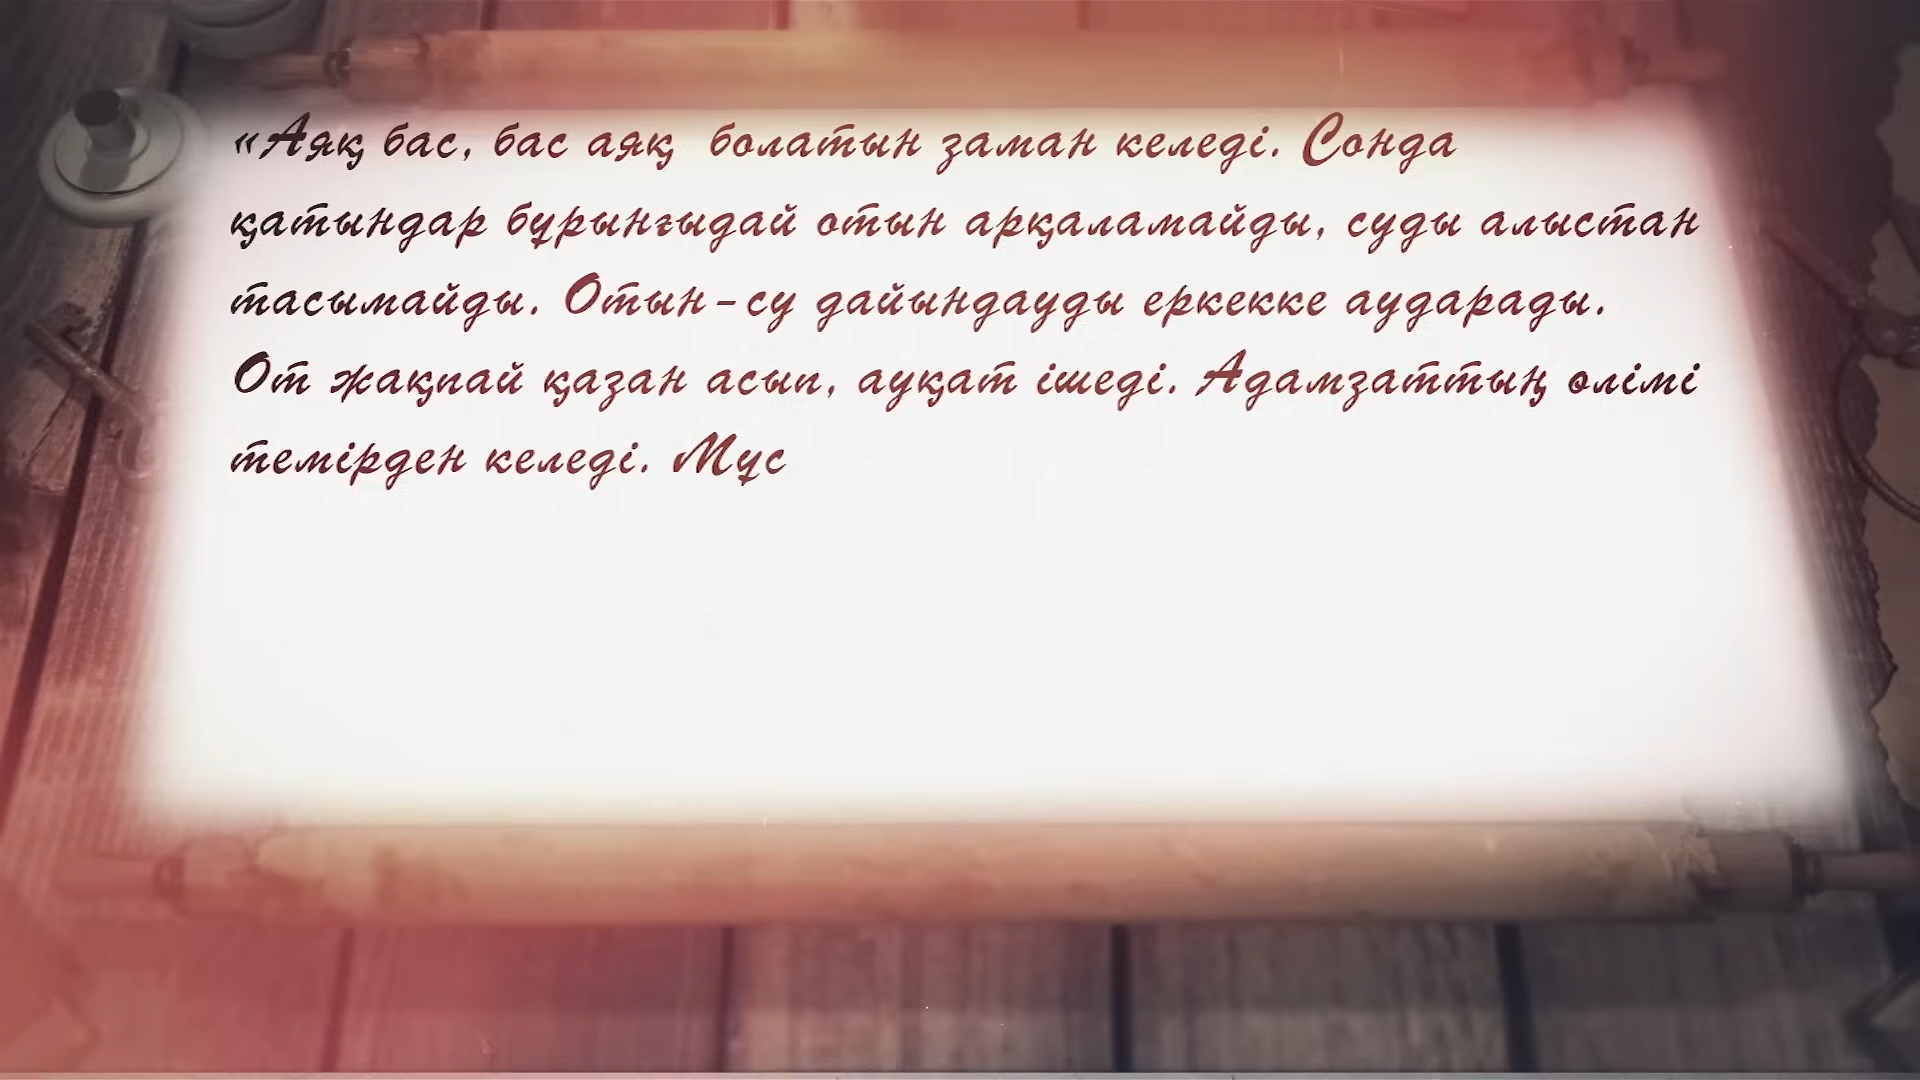 «Аяқ бас, бас аяқ болатын заман келеді. Сонда
қатындар бұрынғыдай отын арқаламайды, суды алыстан
тасымайды. Отын-су дайындауды еркекке аударады.
От жақпай қазан асып, ауқат ішеді. Адамзаттың өлімі
темірден келеді. Мұс